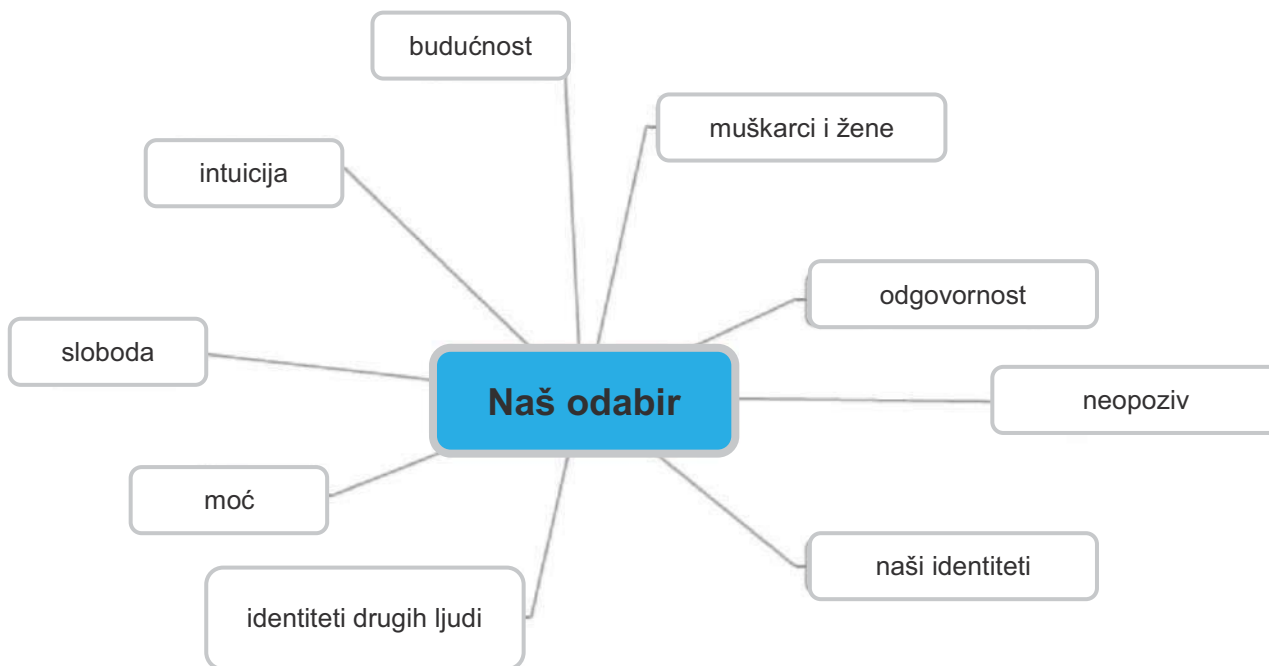 budućnost
muškarci i žene
intuicija
odgovornost
sloboda
Naš odabir
neopoziv
moć
naši identiteti
identiteti drugih ljudi